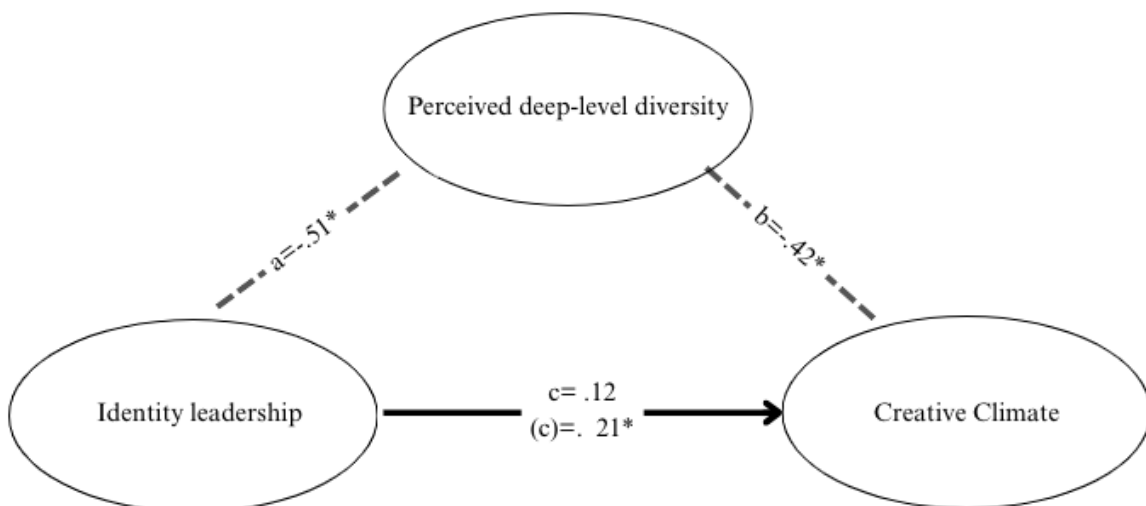 Perceived deep-level diversity
a=-.51*
b=-.42*
Identity leadership
c= .12
(c)=. 21*
Creative Climate